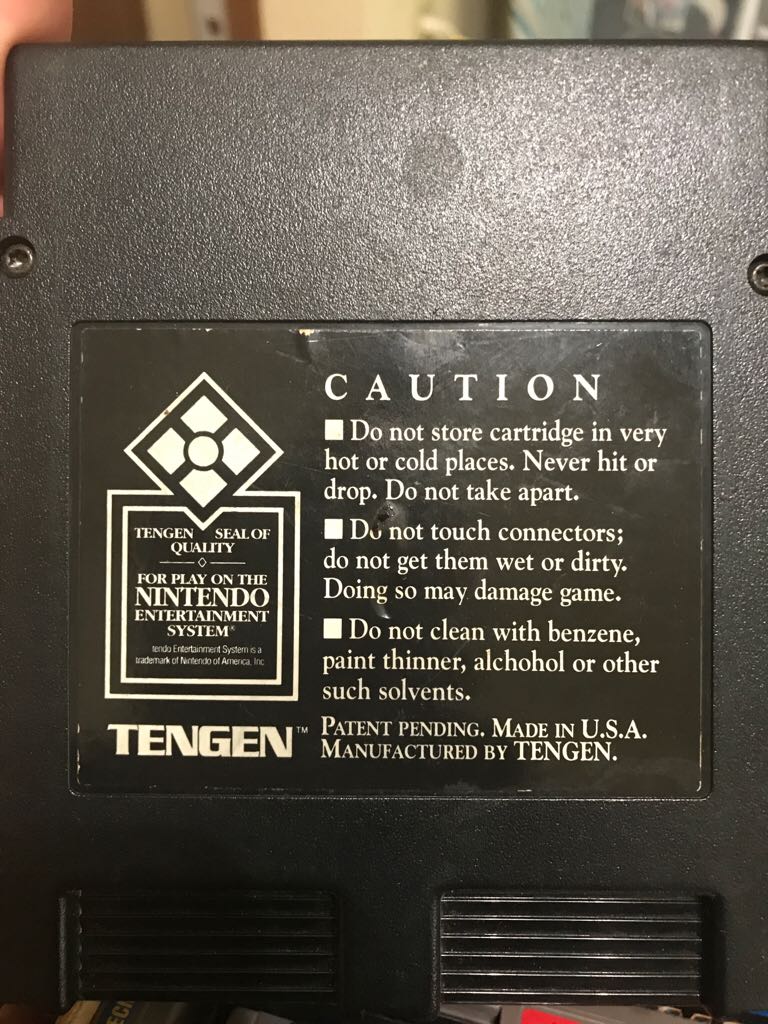 CAUTION
■ Do not store cartridge in very
hot or cold places. Never hit or
drop. Do not take apart.
■ Do not touch connectors;
do not get them wet or dirty.
Doing so may damage game.
■ Do not clean with benzene,
paint thinner, alchohol or other
such solvents.
PATENT PENDING. MADE IN U.S.A.
MANUFACTURED BY TENGEN.
TENGEN SEAL OF
QUALITY
FOR PLAY ON THE
NINTENDO
ENTERTAINMENT
SYSTEM®
tendo Entertainment System is a
trademark of Nintendo of America, Inc
TENGEN™